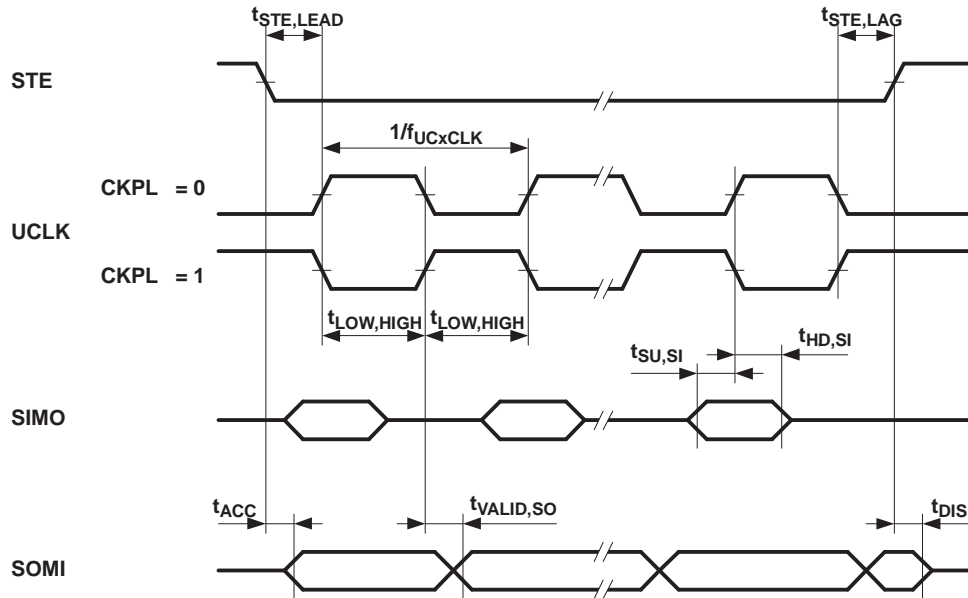 tSTE,LEAD
tSTE,LAG
STE
1/fUCxCLK
CKPL = 0
UCLK
CKPL = 1
tLOW,HIGH tLOW,HIGH
tHD,SI
tSU,SI
SIMO
tACC
tVALID,SO
tDIS
SOMI